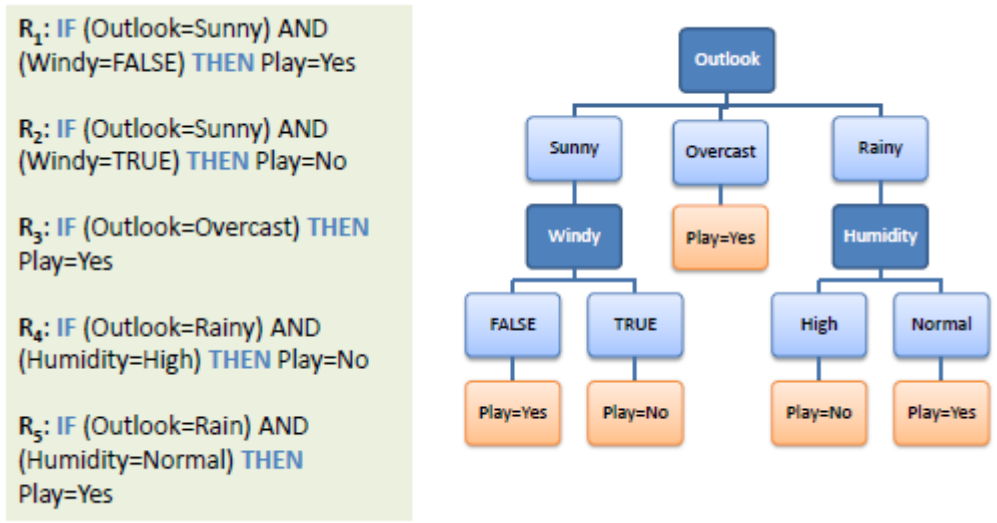 R1: IF (Outlook=Sunny) AND
(Windy=FALSE) THEN Play=Yes
R2: IF (Outlook=Sunny) AND
(Windy=TRUE) THEN Play=No
R3: IF (Outlook=Overcast) THEN
Play=Yes
R4: IF (Outlook=Rainy) AND
(Humidity=High) THEN Play=No
R5: IF (Outlook=Rain) AND
(Humidity=Normal) THEN
Play=Yes
Outlook
Sunny
Overcast
Rainy
Windy
Play=Yes
Humidity
FALSE
TRUE
High
Normal
Play=Yes
Play=No
Play=No
Play=Yes